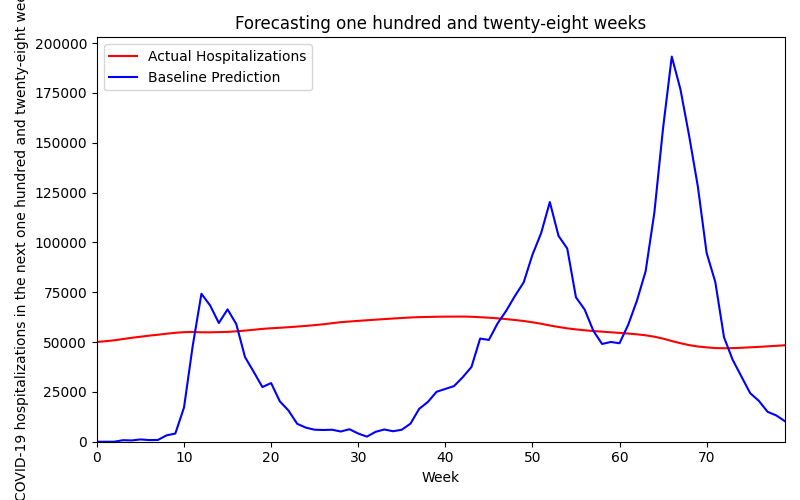 Forecasting one hundred and twenty-eight weeks
Actual Hospitalizations
Baseline Prediction
COVID-19 hospitalizations in the next one hundred and twenty-eight
200000
175000
150000
125000
100000
75000
50000
25000
0
0 10 20 30 40 50 60 70
Week